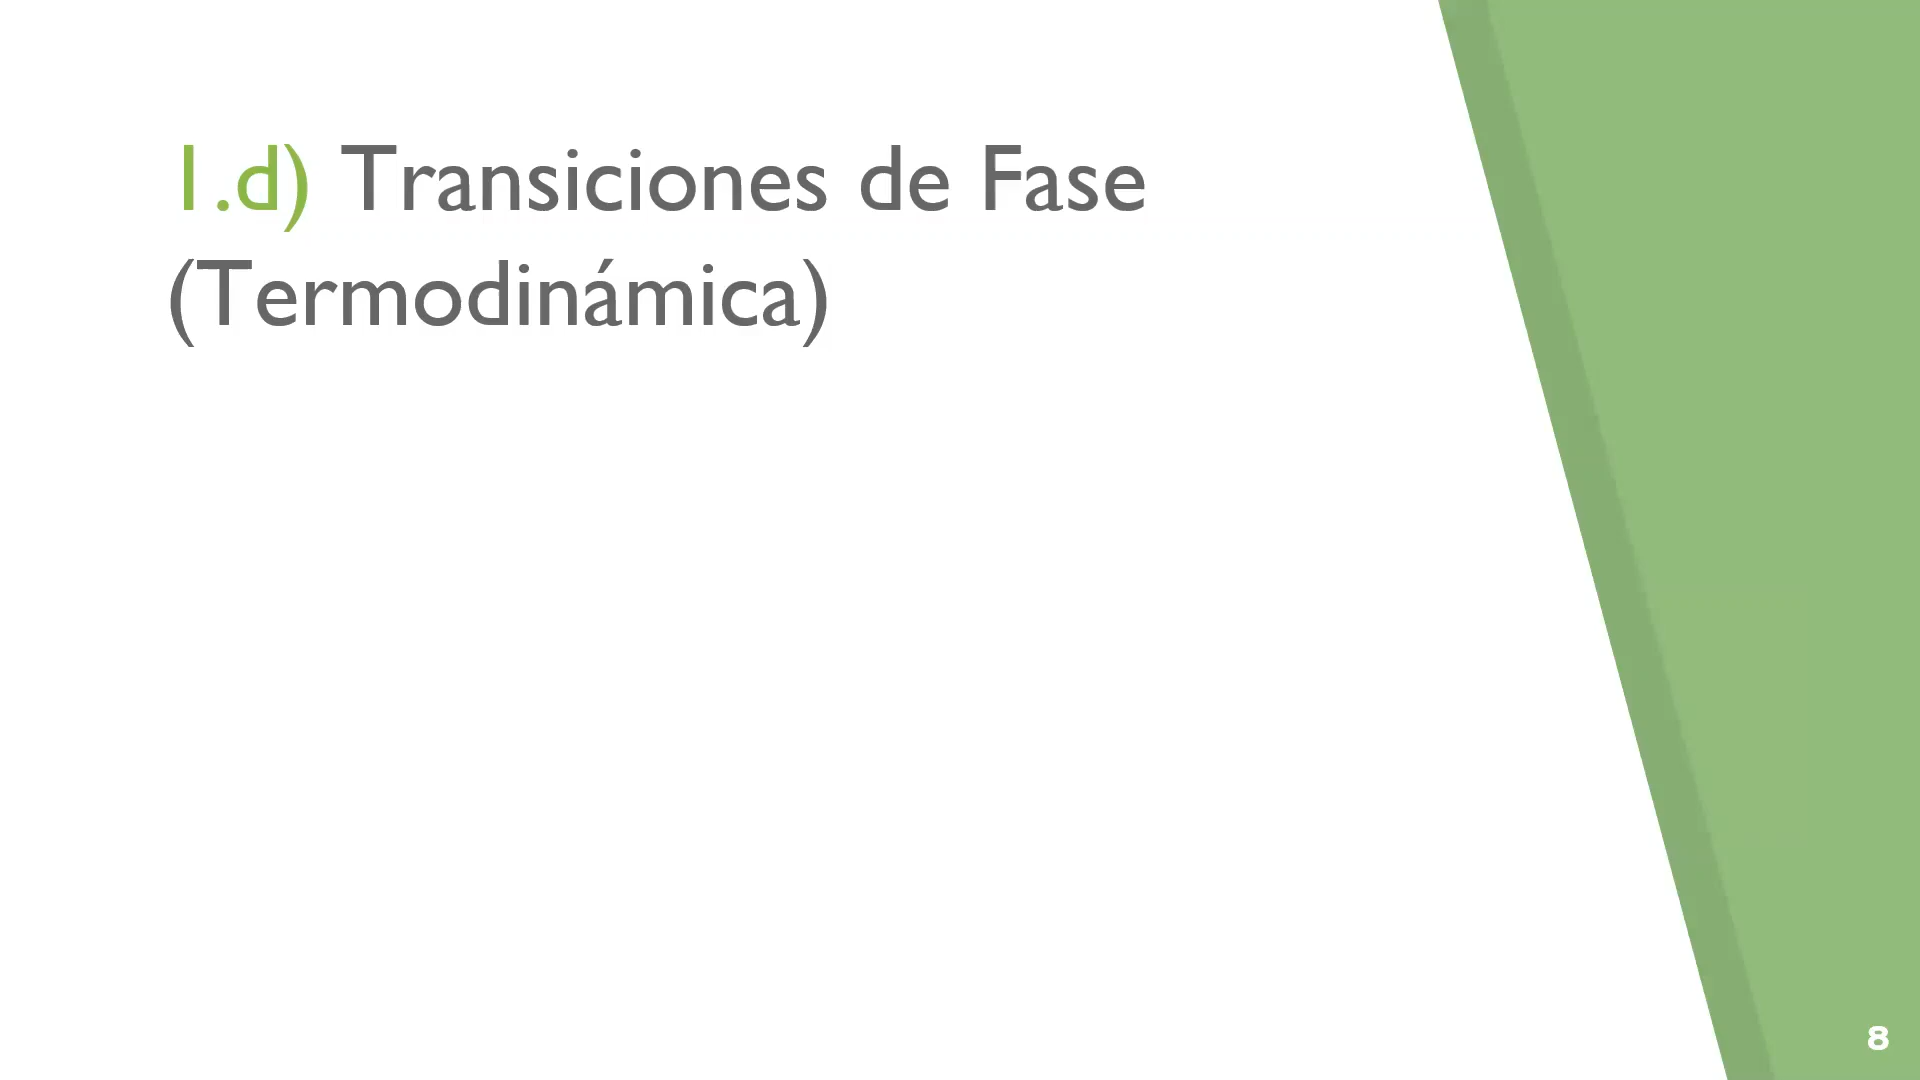 1.d) Transiciones de Fase
(Termodinámica)
8